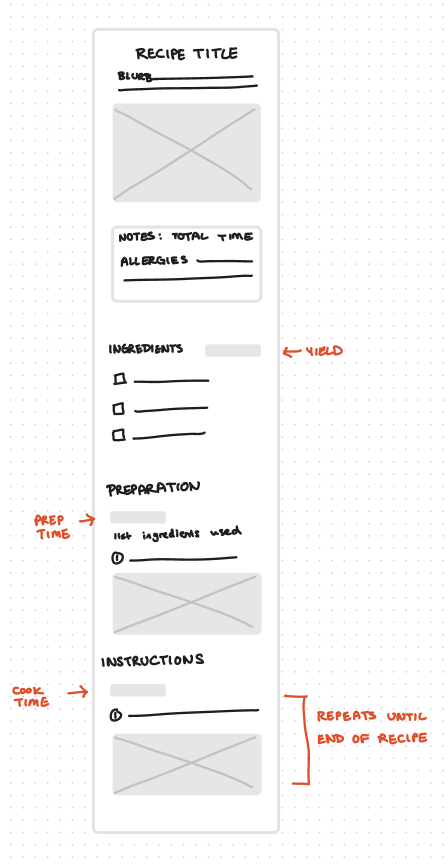 RECIPE TITLE
BLURB
NOTES: TOTAL TIME
ALLERGIES
INGREDIENTS
YIELD
PREPARATION
PREP
TIME
list ingredients used
1
INSTRUCTIONS
COOK
TIME
1
REPEATS UNTIL
END OF RECIPE